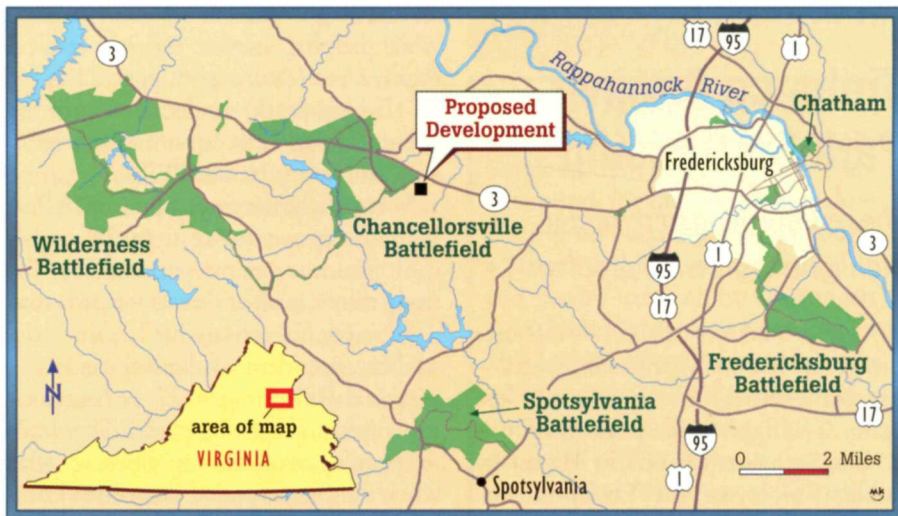 3
17
95
1
Rappahannock River
Chatham
Proposed
Development
Fredericksburg
3
3
Wilderness
Battlefield
Chancellorsville
Battlefield
95
17
1
N
Fredericksburg
Battlefield
Spotsylvania
Battlefield
area of map
VIRGINIA
17
95
1
0 2 Miles
Spotsylvania
MK